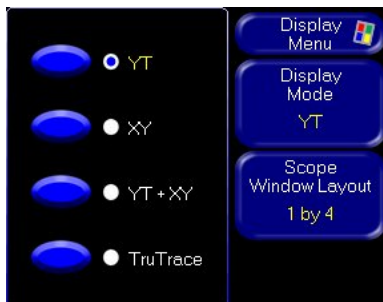 YT
XY
YT + XY
TruTrace
Display
Menu
Display
Mode
YT
Scope
Window Layout
1 by 4